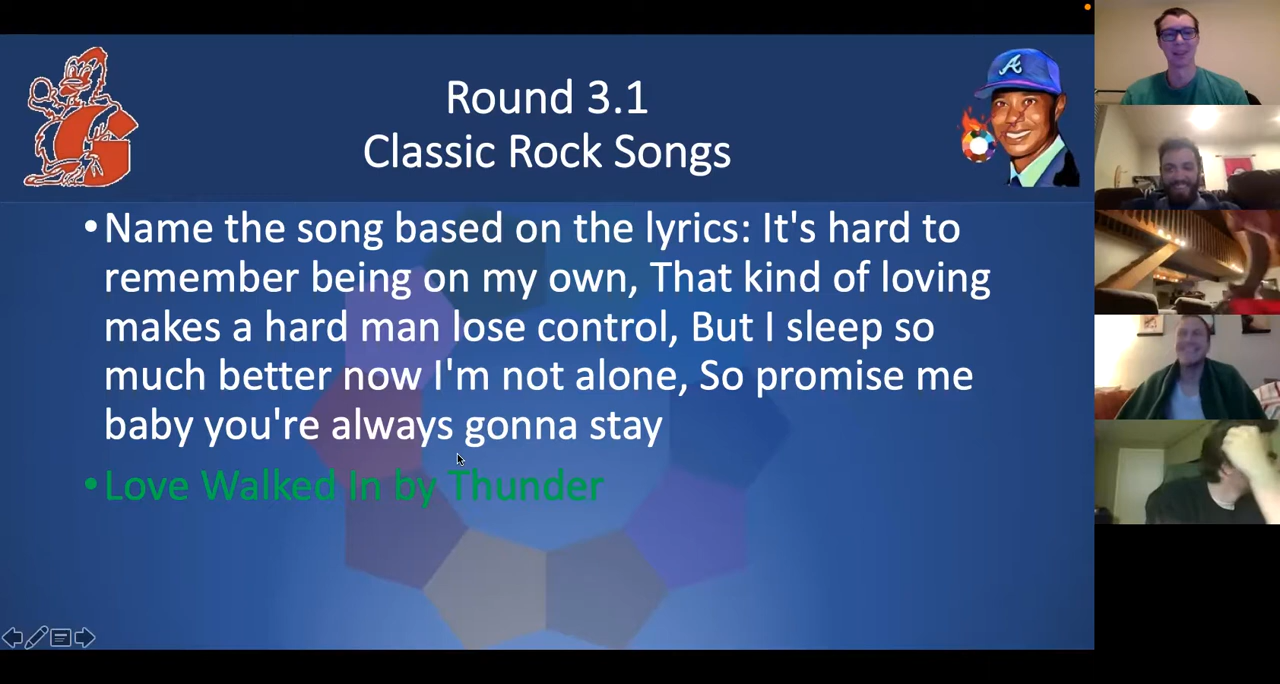 Round 3.1
Classic Rock Songs
A
•Name the song based on the lyrics: It's hard to
remember being on my own, That kind of loving
makes a hard man lose control, But I sleep so
much better now I'm not alone, So promise me
baby you're always gonna stay
•Love Walked In by Thunder